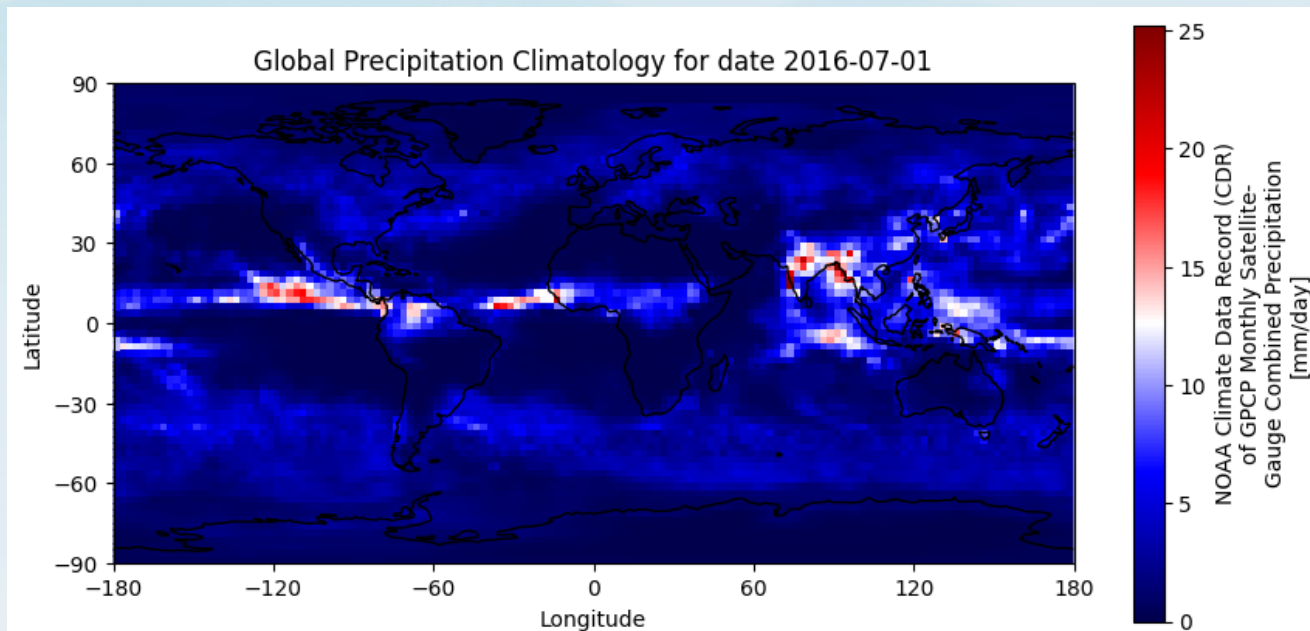 Global Precipitation Climatology for date 2016-07-01
90
60
30
0
−30
−60
−90
Latitude
−180
−120
−60
0
60
120
180
Longitude
25
20
15
10
5
0
NOAA Climate Data Record (CDR)
of GPCP Monthly Satellite-
Gauge Combined Precipitation
[mm/day]